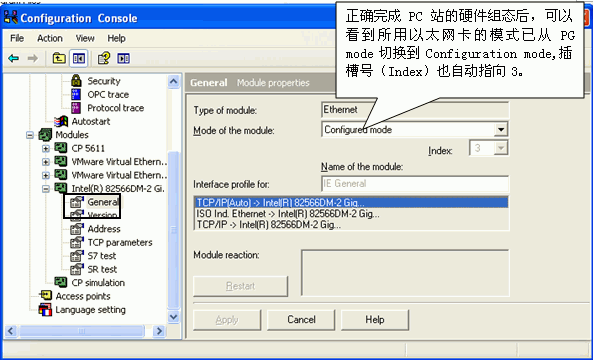 Configuration Console
正确完成 PC 站的硬件组态后，可以
看到所用以太网卡的模式已从 PG
mode 切换到 Configuration mode,插
槽号（Index）也自动指向 3。
File Action View Help
Security
OPC trace
Protocol trace
Autostart
Modules
CP 5611
VMware Virtual Ethern...
VMware Virtual Ethern...
Intel(R) 82566DM-2 Gi.
General
Version
Address
TCP parameters
S7 test
SR test
CP simulation
Access points
Language setting
General Module properties
Type of module: Ethernet
Mode of the module: Configured mode
Index: 3
Name of the module:
Interface profile for: IE General
TCP/IP(Auto) -> Intel(R) 82566DM-2 Gig...
ISO Ind. Ethernet -> Intel(R) 82566DM-2 Gig...
TCP/IP -> Intel(R) 82566DM-2 Gig...
Module reaction:
Restart
Apply Cancel Help